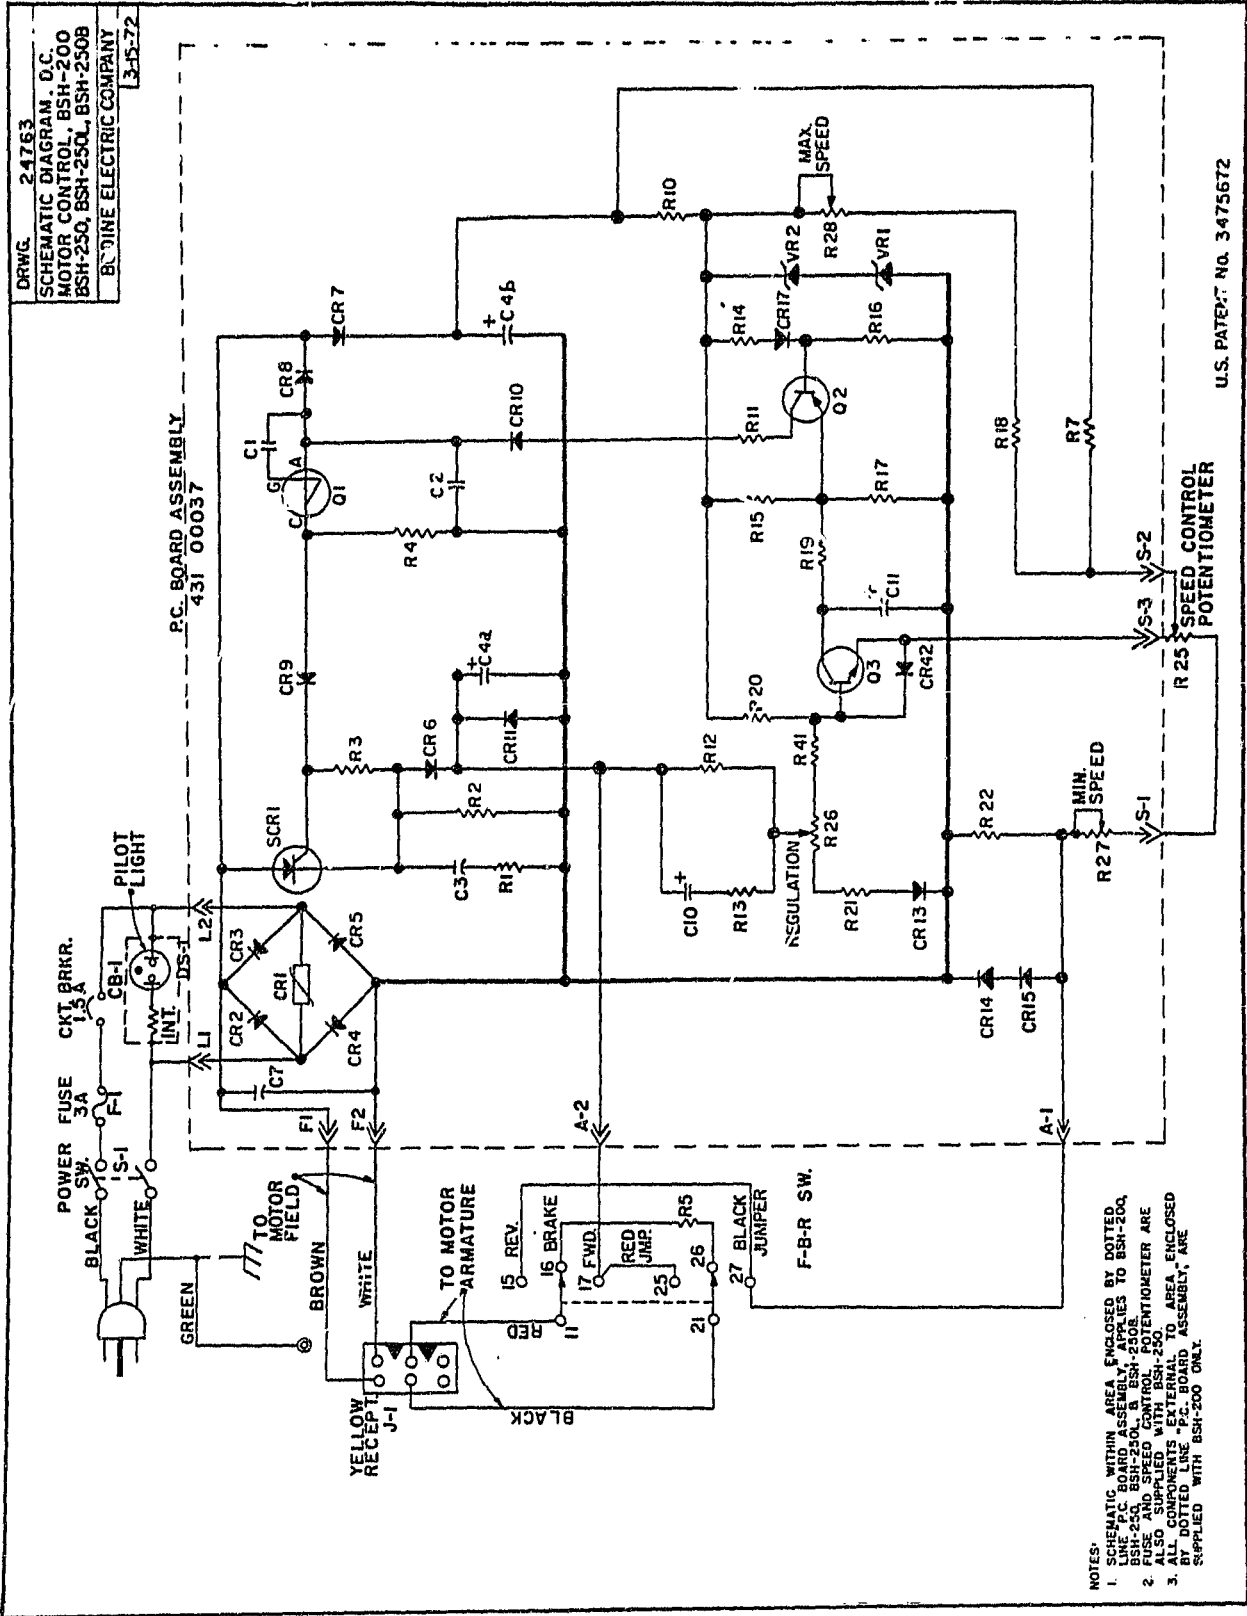 DRWG. 24763
SCHEMATIC DIAGRAM. D.C.
MOTOR CONTROL, BSH-200
BSH-250, BSH-250L, BSH-250B
ELECTRIC COMPANY
3-15-72
P.C. BOARD ASSEMBLY
431 00037
POWER
SW.
S-1
FUSE
3A
F-1
CKT. BRKR.
1.5 A
CB-1
PILOT
LIGHT
INT.
DS-1
BLACK
WHITE
GREEN
TO
MOTOR
FIELD
BROWN
WHITE
L1
L2
F1
F2
C7
CR2
CR3
CR1
CR4
CR5
SCR1
C3
R1
R2
R3
CR6
CR11
C4a
+
CR9
R4
C
G
A
Q1
C1
C2
CR8
CR10
CR7
C4b
+
YELLOW
RECEPT.
J-1
TO MOTOR
ARMATURE
RED
BLACK
15
REV.
16
BRAKE
17
FWD.
RED
JMP.
25
26
R5
27
BLACK
JUMPER
11
21
F-B-R SW.
A-2
A-1
C10
+
R13
R12
REGULATION
R26
R41
R21
CR13
R20
Q3
CR42
C11
R19
R15
R17
R11
Q2
R14
CR17
R16
VR2
VR1
R10
R28
MAX.
SPEED
CR14
CR15
R22
R27
MIN.
SPEED
R18
R7
S-1
S-3
S-2
R25
SPEED CONTROL
POTENTIOMETER
NOTES:
1. SCHEMATIC WITHIN AREA ENCLOSED BY DOTTED
LINE "P.C. BOARD ASSEMBLY," APPLIES TO BSH-200,
BSH-250, BSH-250L, & BSH-250B.
2. FUSE AND SPEED CONTROL POTENTIOMETER ARE
ALSO SUPPLIED WITH BSH-250.
3. ALL COMPONENTS EXTERNAL TO AREA ENCLOSED
BY DOTTED LINE "P.C. BOARD ASSEMBLY," ARE
SUPPLIED WITH BSH-200 ONLY.
U.S. PATENT No. 3475672